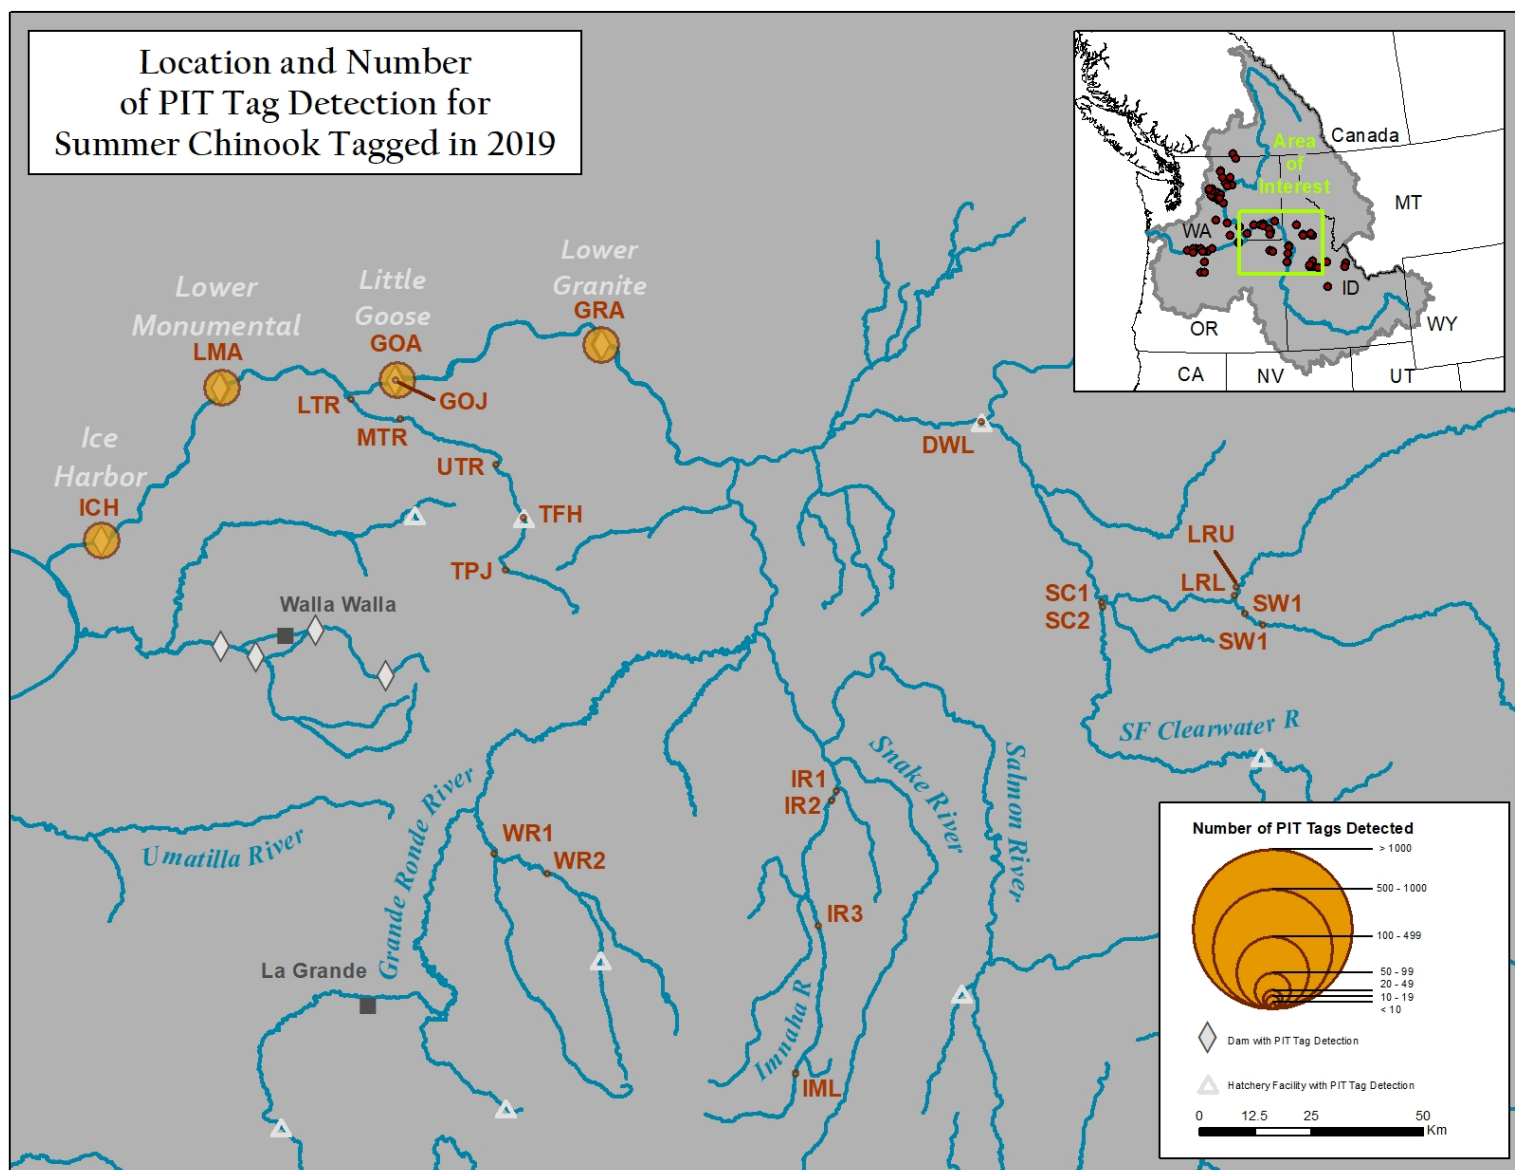 Location and Number
of PIT Tag Detection for
Summer Chinook Tagged in 2019
Canada
Area
of
Interest
MT
WA
ID
OR
WY
CA
NV
UT
Lower
Monumental
LMA
Little
Goose
GOA
Lower
Granite
GRA
LTR
GOJ
MTR
DWL
Ice
Harbor
ICH
UTR
TFH
TPJ
LRU
LRL
SC1
SC2
SW1
SW1
Walla Walla
SF Clearwater R
Snake River
Salmon River
IR1
IR2
Grande Ronde River
Umatilla River
WR1
WR2
IR3
La Grande
Imnaha R
IML
Number of PIT Tags Detected
> 1000
500 - 1000
100 - 499
50 - 99
20 - 49
10 - 19
< 10
Dam with PIT Tag Detection
Hatchery Facility with PIT Tag Detection
0 12.5 25 50
Km